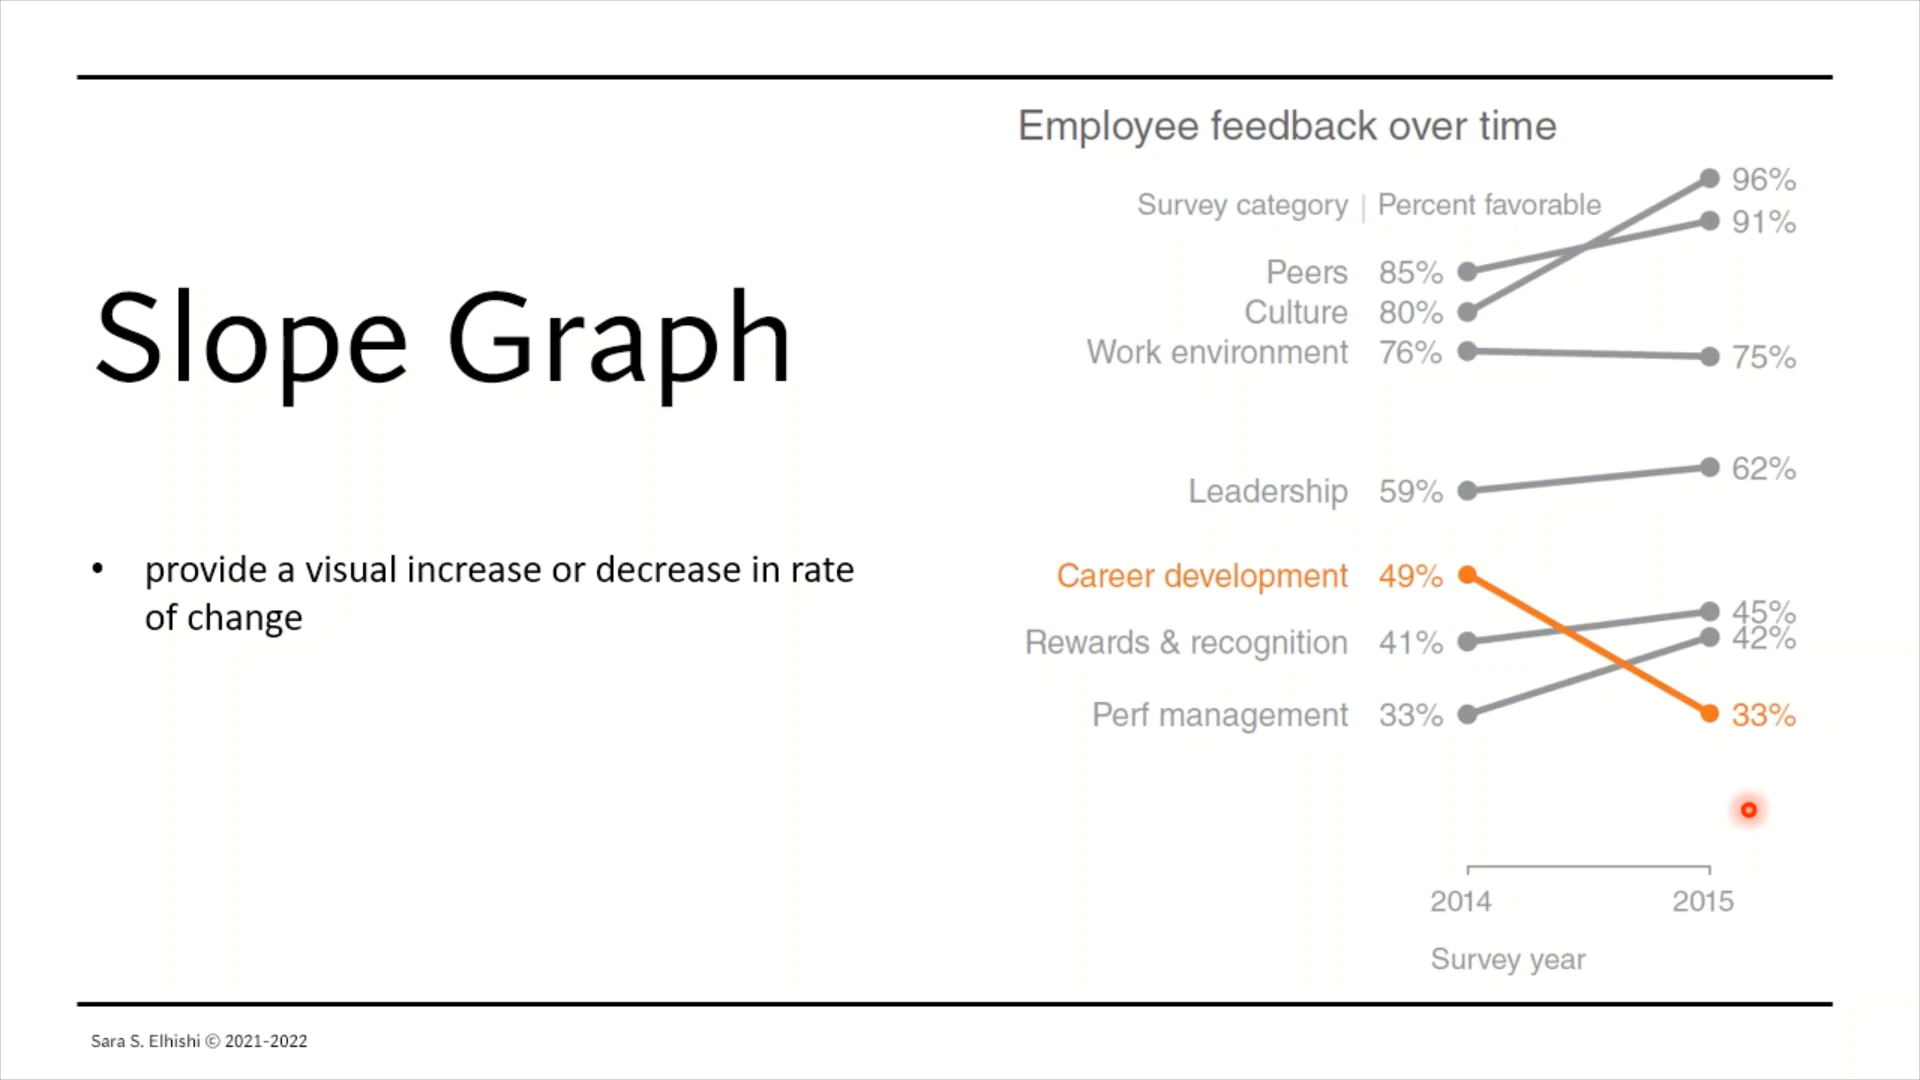 Slope Graph
• provide a visual increase or decrease in rate
of change
Employee feedback over time
Survey category | Percent favorable
Peers 85% 91%
Culture 80% 96%
Work environment 76% 75%
Leadership 59% 62%
Career development 49% 33%
Rewards & recognition 41% 45%
Perf management 33% 42%
2014 2015
Survey year
Sara S. Elhishi © 2021-2022